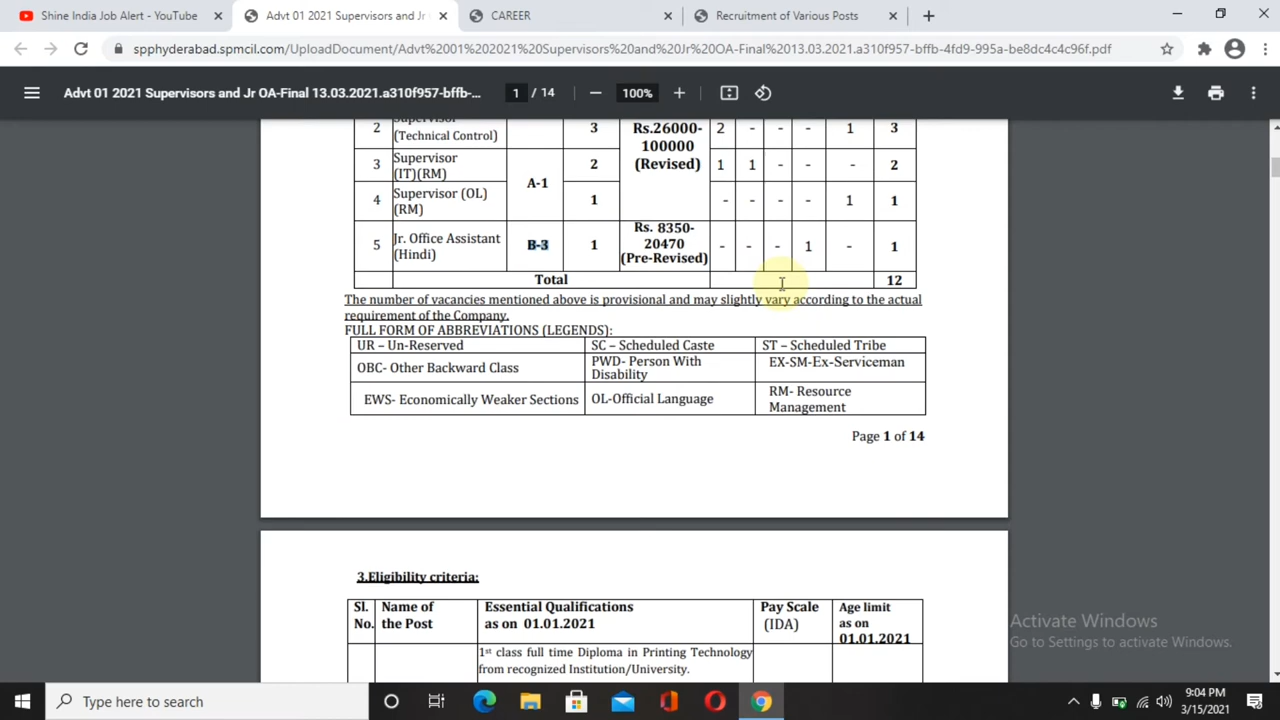 Shine India Job Alert - YouTube
Advt 01 2021 Supervisors and Jr
CAREER
Recruitment of Various Posts
spphyderabad.spmcil.com/UploadDocument/Advt%2001%202021%20Supervisors%20and%20Jr%20OA-Final%2013.03.2021.a310f957-bffb-4fd9-995a-be8dc4c4c96f.pdf
Advt 01 2021 Supervisors and Jr OA-Final 13.03.2021.a310f957-bffb-4fd9-...
1 / 14
100%
2 Supervisor (Technical Control) 3 Rs.26000-100000 (Revised) 2 - - - 1 3
3 Supervisor (IT)(RM) A-1 2 1 1 - - - 2
4 Supervisor (OL) (RM) 1 - - - - 1 1
5 Jr. Office Assistant (Hindi) B-3 1 Rs. 8350-20470 (Pre-Revised) - - - 1 - 1
Total 12
The number of vacancies mentioned above is provisional and may slightly vary according to the actual
requirement of the Company.
FULL FORM OF ABBREVIATIONS (LEGENDS):
UR – Un-Reserved SC – Scheduled Caste ST – Scheduled Tribe
OBC- Other Backward Class PWD- Person With Disability EX-SM-Ex-Serviceman
EWS- Economically Weaker Sections OL-Official Language RM- Resource Management
Page 1 of 14
3.Eligibility criteria:
Sl. No. Name of the Post Essential Qualifications as on 01.01.2021 Pay Scale (IDA) Age limit as on 01.01.2021
1st class full time Diploma in Printing Technology
from recognized Institution/University.
Activate Windows
Go to Settings to activate Windows.
Type here to search
9:04 PM
3/15/2021